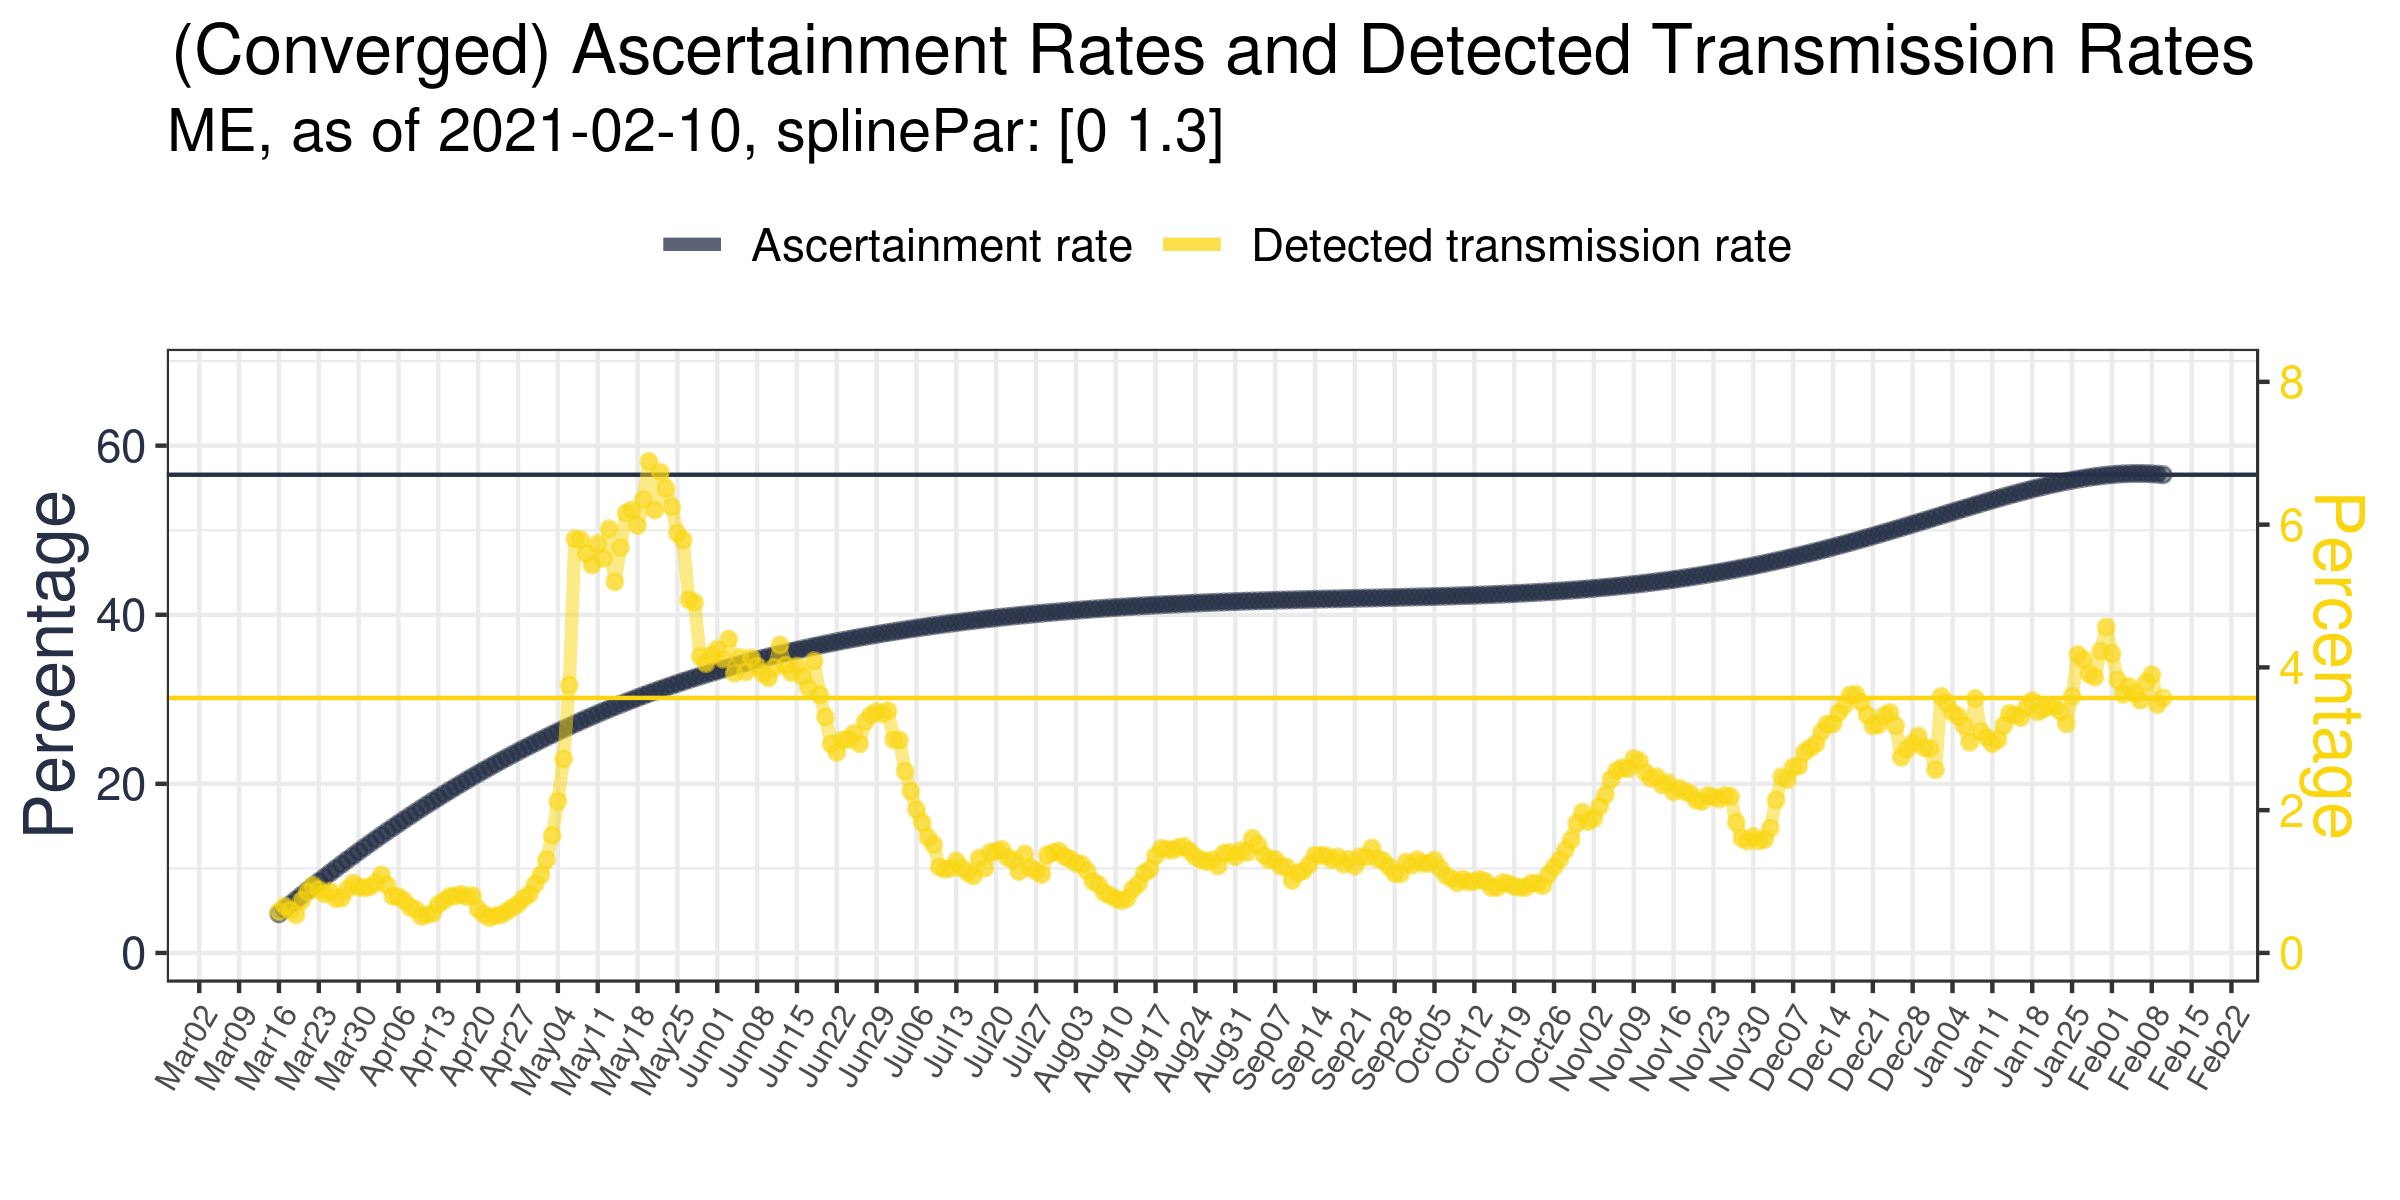 (Converged) Ascertainment Rates and Detected Transmission Rates
ME, as of 2021-02-10, splinePar: [0 1.3]
Ascertainment rate
Detected transmission rate
Percentage
60
40
20
0
8
6
4
2
0
Percentage
Mar02
Mar09
Mar16
Mar23
Mar30
Apr06
Apr13
Apr20
Apr27
May04
May11
May18
May25
Jun01
Jun08
Jun15
Jun22
Jun29
Jul06
Jul13
Jul20
Jul27
Aug03
Aug10
Aug17
Aug24
Aug31
Sep07
Sep14
Sep21
Sep28
Oct05
Oct12
Oct19
Oct26
Nov02
Nov09
Nov16
Nov23
Nov30
Dec07
Dec14
Dec21
Dec28
Jan04
Jan11
Jan18
Jan25
Feb01
Feb08
Feb15
Feb22